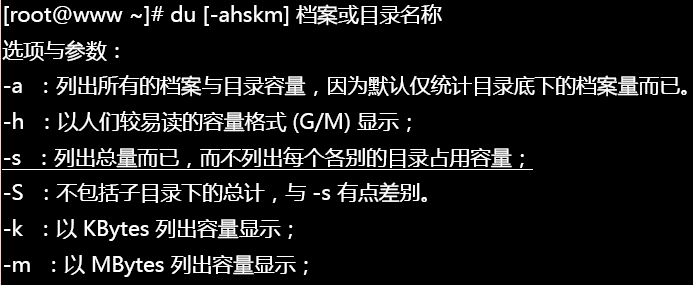 [root@www ~]# du [-ahskm] 档案或目录名称
选项与参数：
-a ：列出所有的档案与目录容量，因为默认仅统计目录底下的档案量而已。
-h ：以人们较易读的容量格式 (G/M) 显示；
-s ：列出总量而已，而不列出每个各别的目录占用容量；
-S ：不包括子目录下的总计，与 -s 有点差别。
-k ：以 KBytes 列出容量显示；
-m ：以 MBytes 列出容量显示；